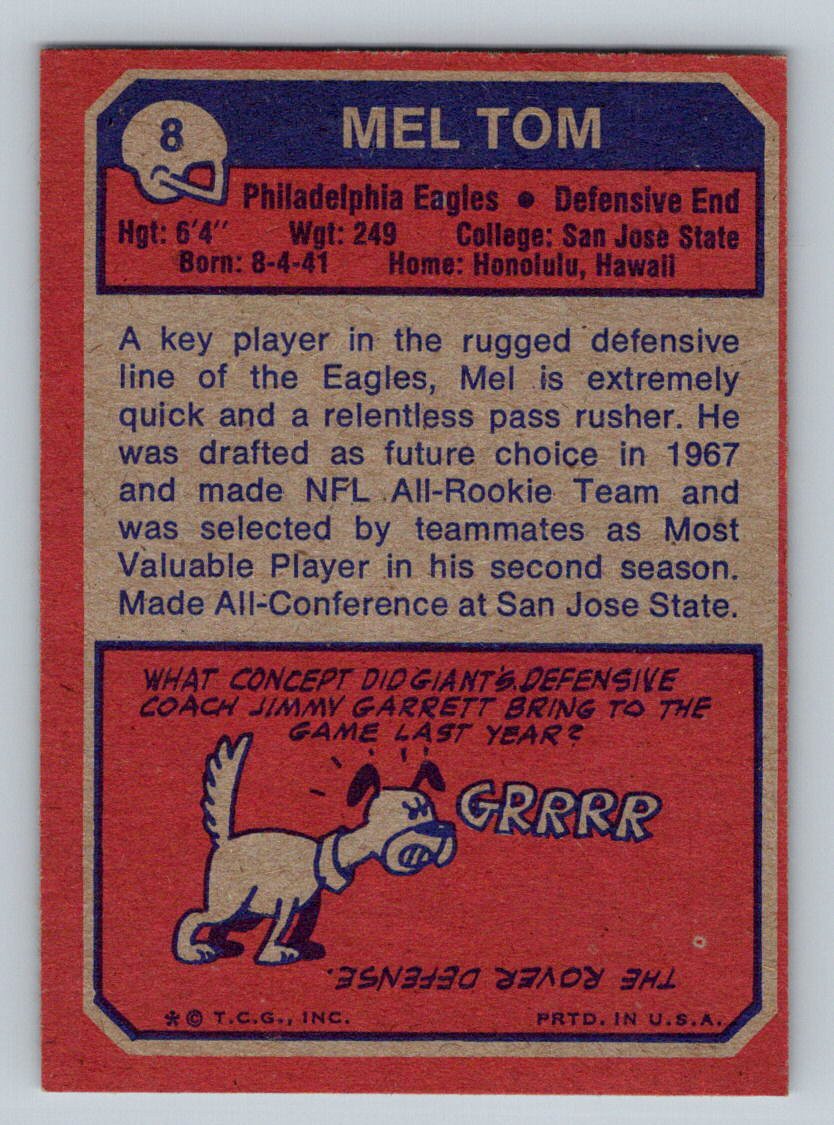 8
MEL TOM
Philadelphia Eagles • Defensive End
Hgt: 6'4" Wgt: 249 College: San Jose State
Born: 8-4-41 Home: Honolulu, Hawaii
A key player in the rugged defensive
line of the Eagles, Mel is extremely
quick and a relentless pass rusher. He
was drafted as future choice in 1967
and made NFL All-Rookie Team and
was selected by teammates as Most
Valuable Player in his second season.
Made All-Conference at San Jose State.
WHAT CONCEPT DID GIANT'S DEFENSIVE
COACH JIMMY GARRETT BRING TO THE
GAME LAST YEAR?
GRRRR
THE ROVER DEFENSE.
* © T.C.G., INC. PRTD. IN U.S.A.